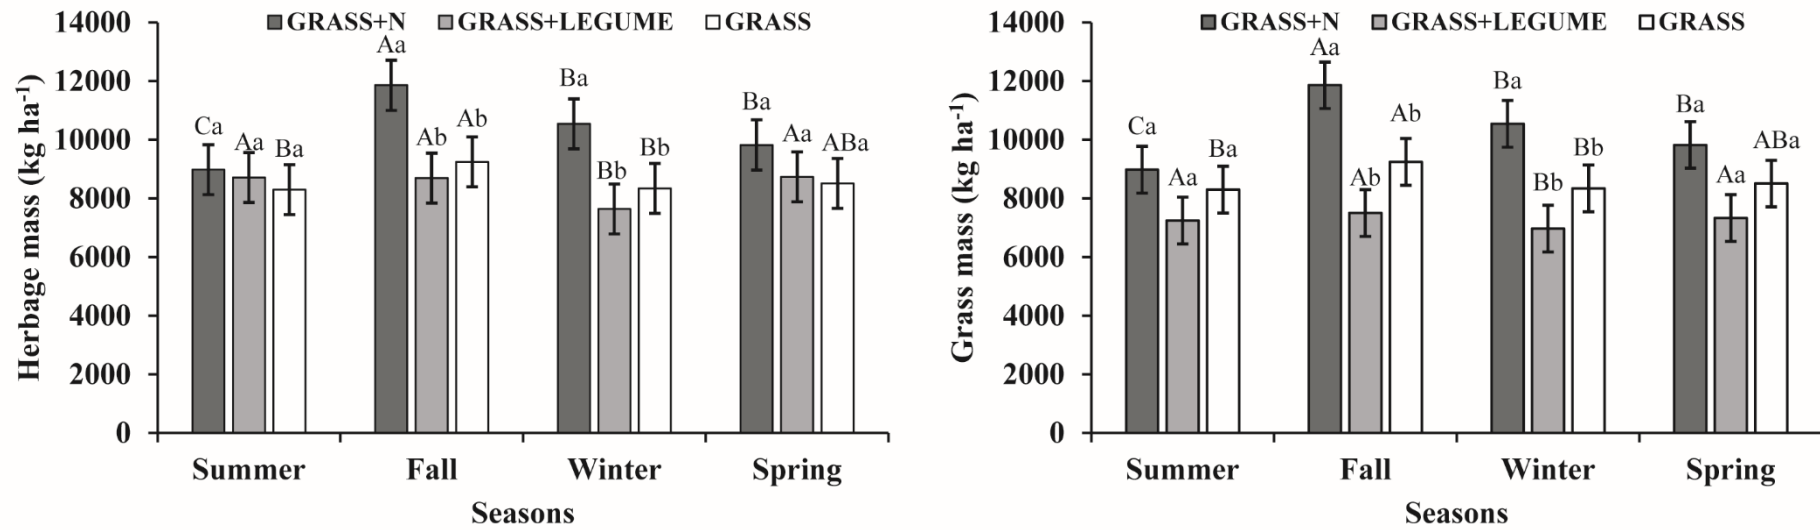 GRASS+N GRASS+LEGUME GRASS
14000
12000
10000
8000
6000
4000
2000
0
Herbage mass (kg ha⁻¹)
Ca Aa Ba
Aa Ab Ab
Ba Bb Bb
Ba Aa ABa
Summer Fall Winter Spring
Seasons
GRASS+N GRASS+LEGUME GRASS
14000
12000
10000
8000
6000
4000
2000
0
Grass mass (kg ha⁻¹)
Ca Aa Ba
Aa Ab Ab
Ba Bb Bb
Ba Aa ABa
Summer Fall Winter Spring
Seasons